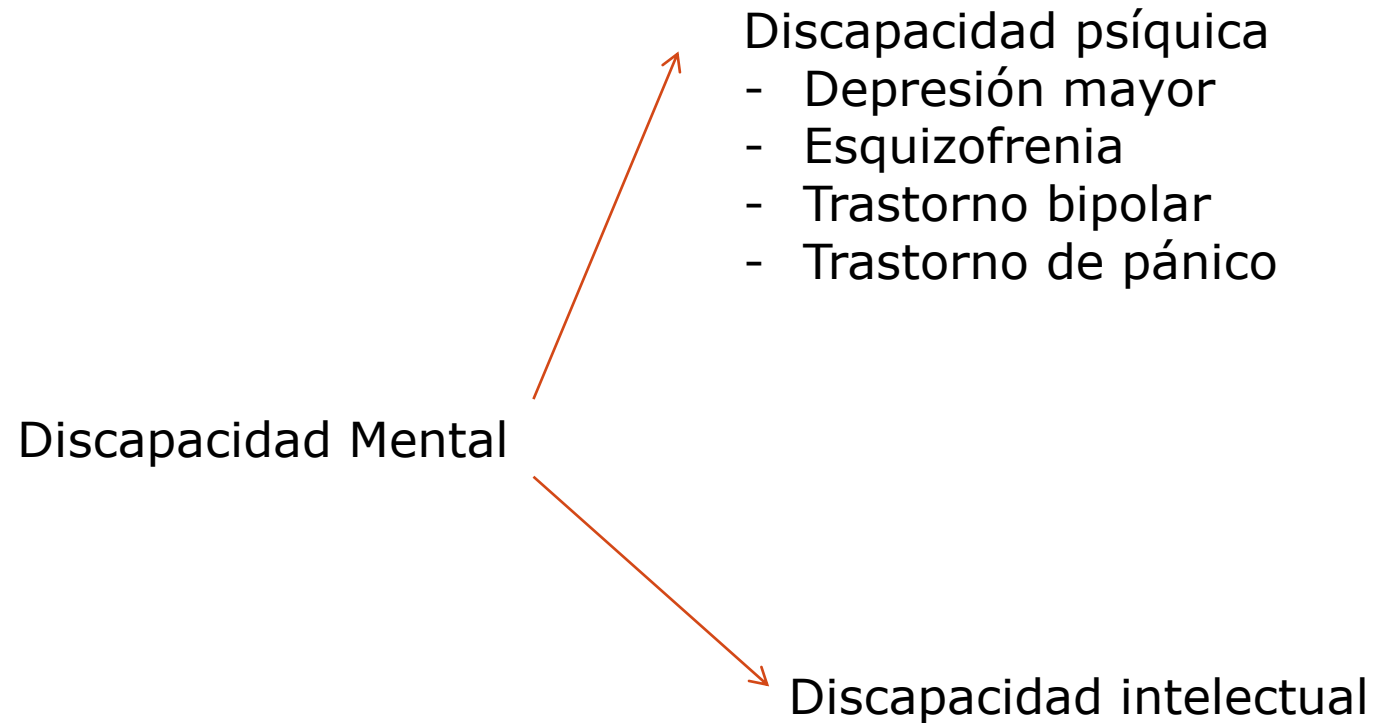 Discapacidad psíquica
- Depresión mayor
- Esquizofrenia
- Trastorno bipolar
- Trastorno de pánico
Discapacidad Mental
Discapacidad intelectual